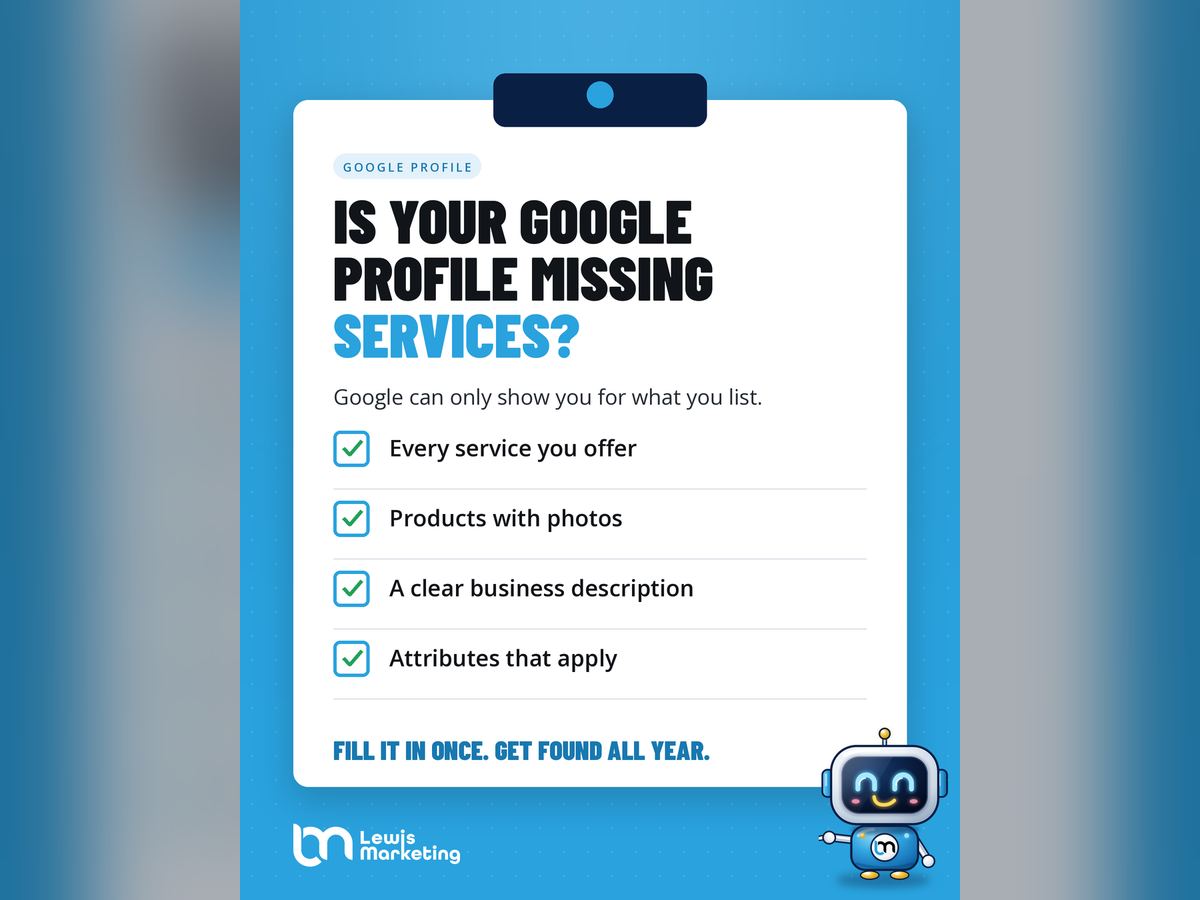 GOOGLE PROFILE
IS YOUR GOOGLE
PROFILE MISSING
SERVICES?
Google can only show you for what you list.
Every service you offer
Products with photos
A clear business description
Attributes that apply
FILL IT IN ONCE. GET FOUND ALL YEAR.
Lewis
Marketing